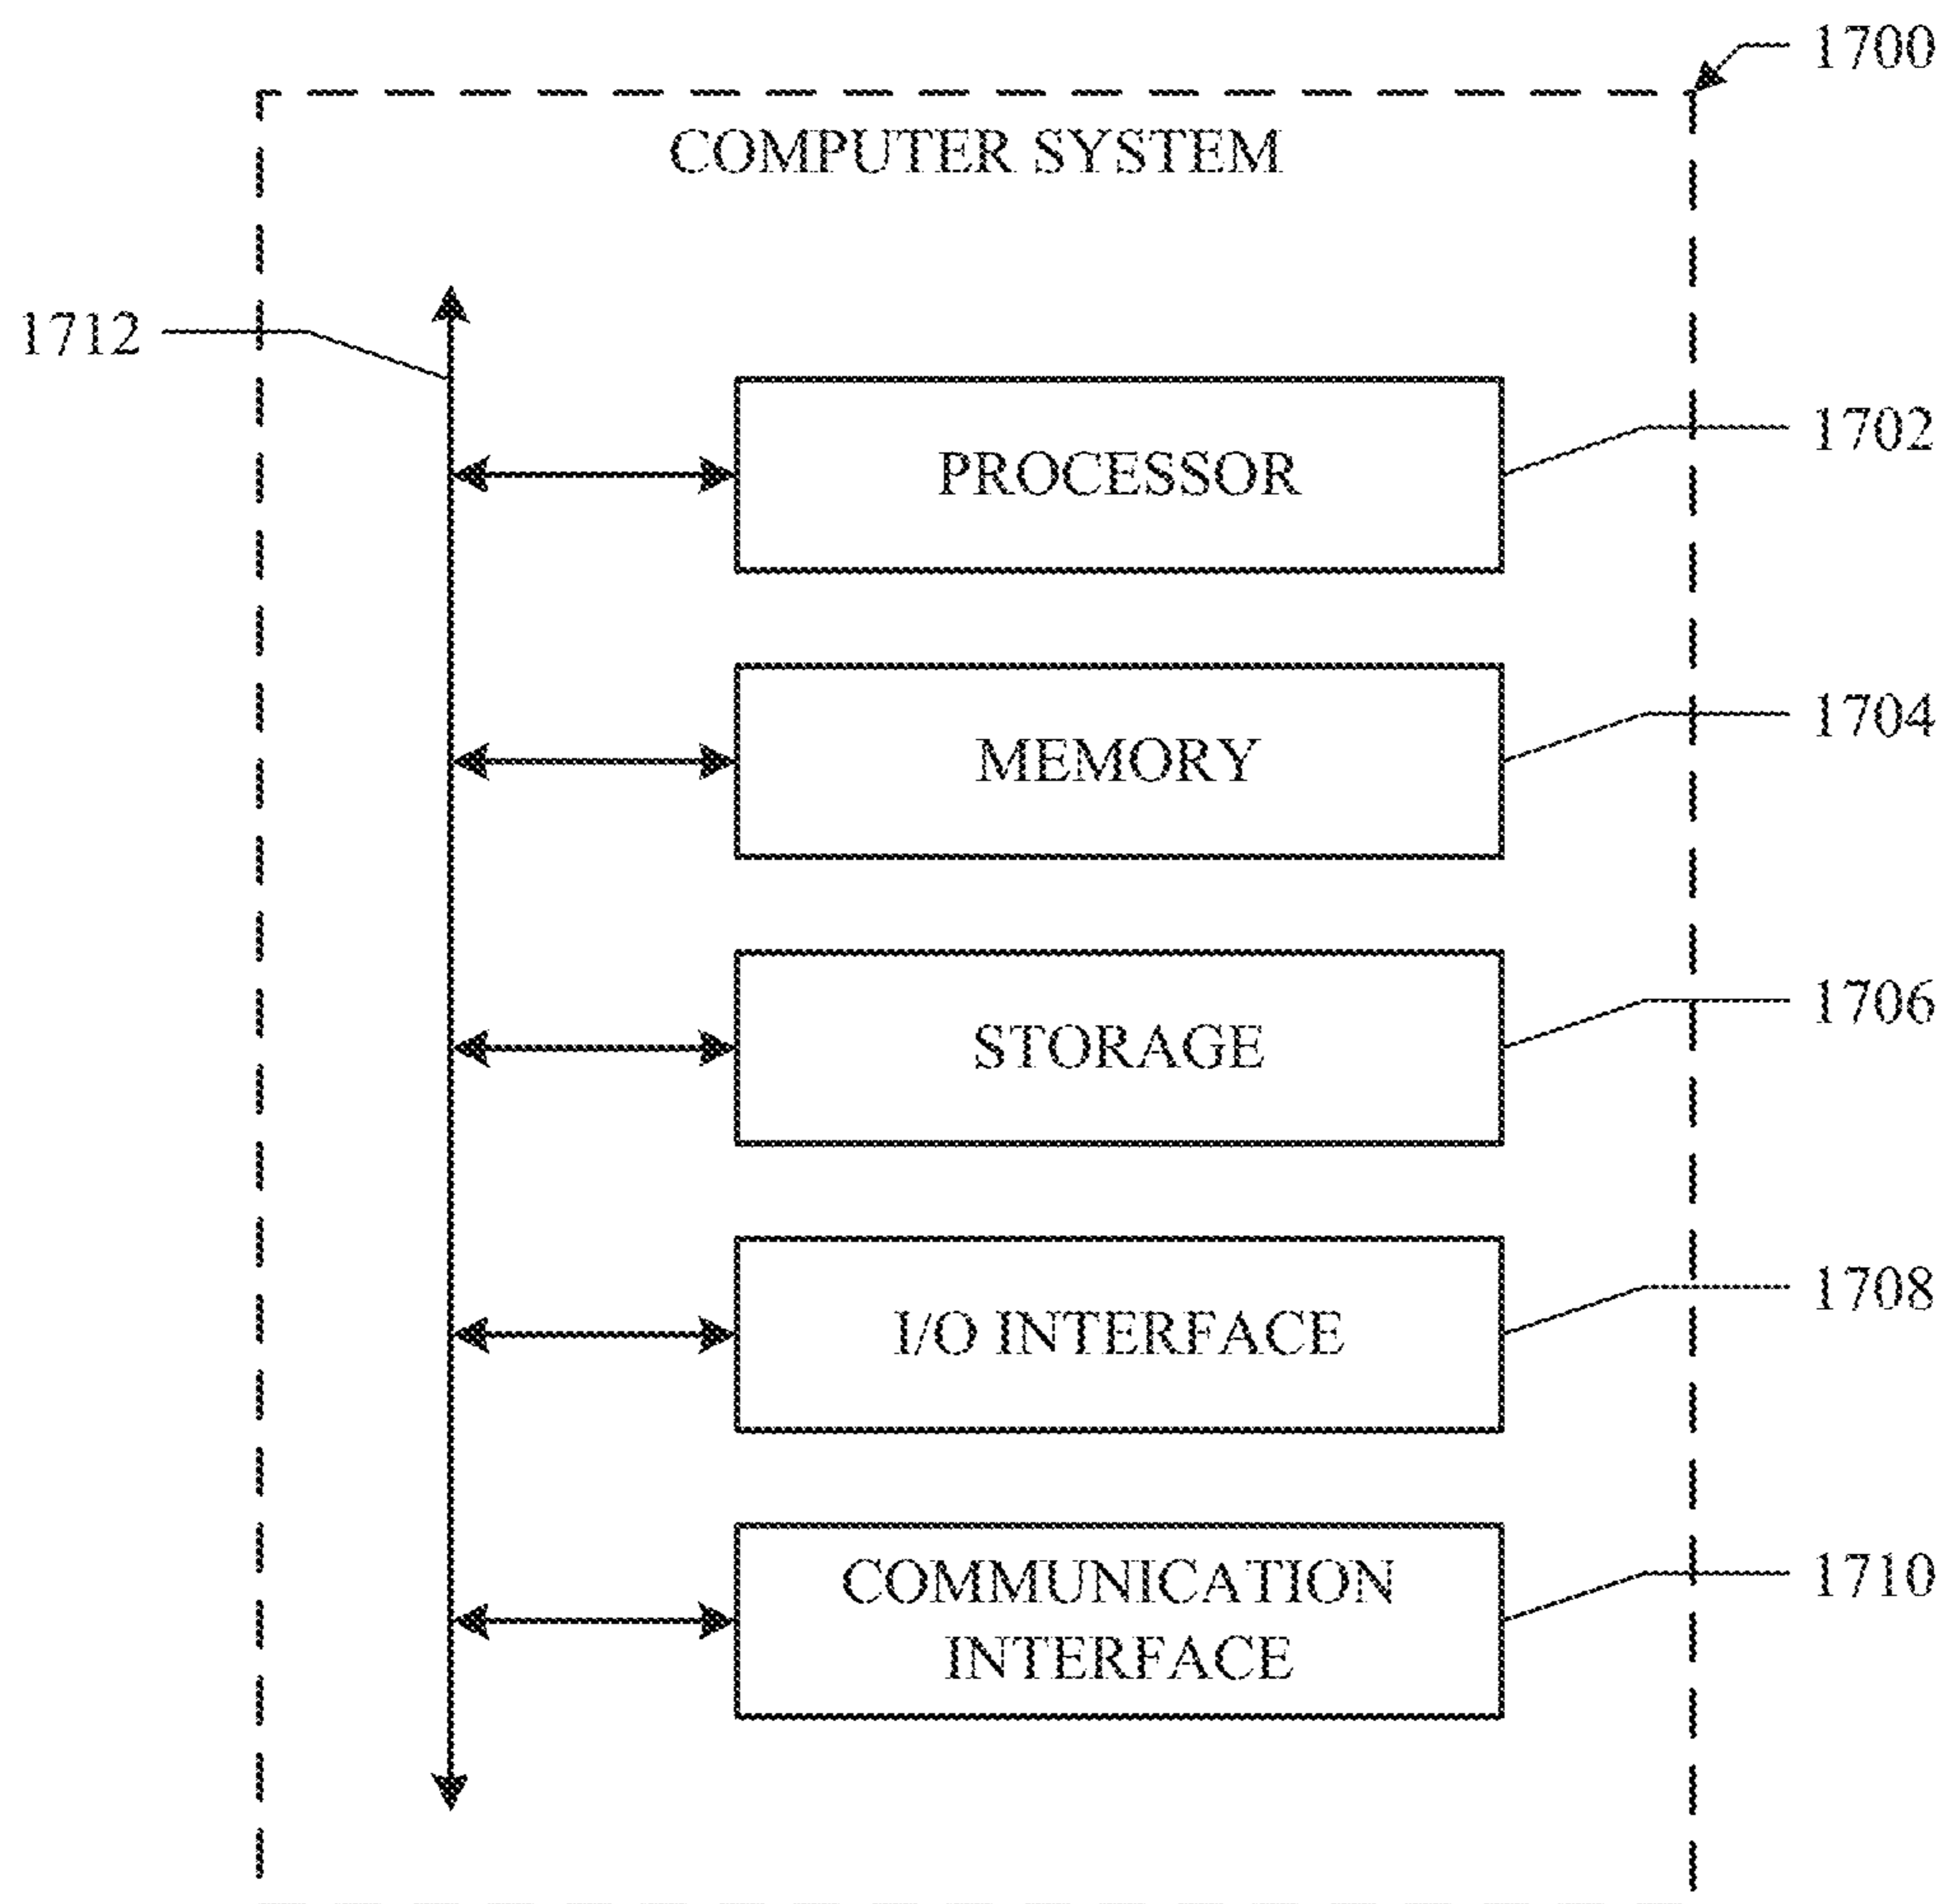 1700
COMPUTER SYSTEM
1712
1702
PROCESSOR
1704
MEMORY
1706
STORAGE
1708
I/O INTERFACE
1710
COMMUNICATION
INTERFACE